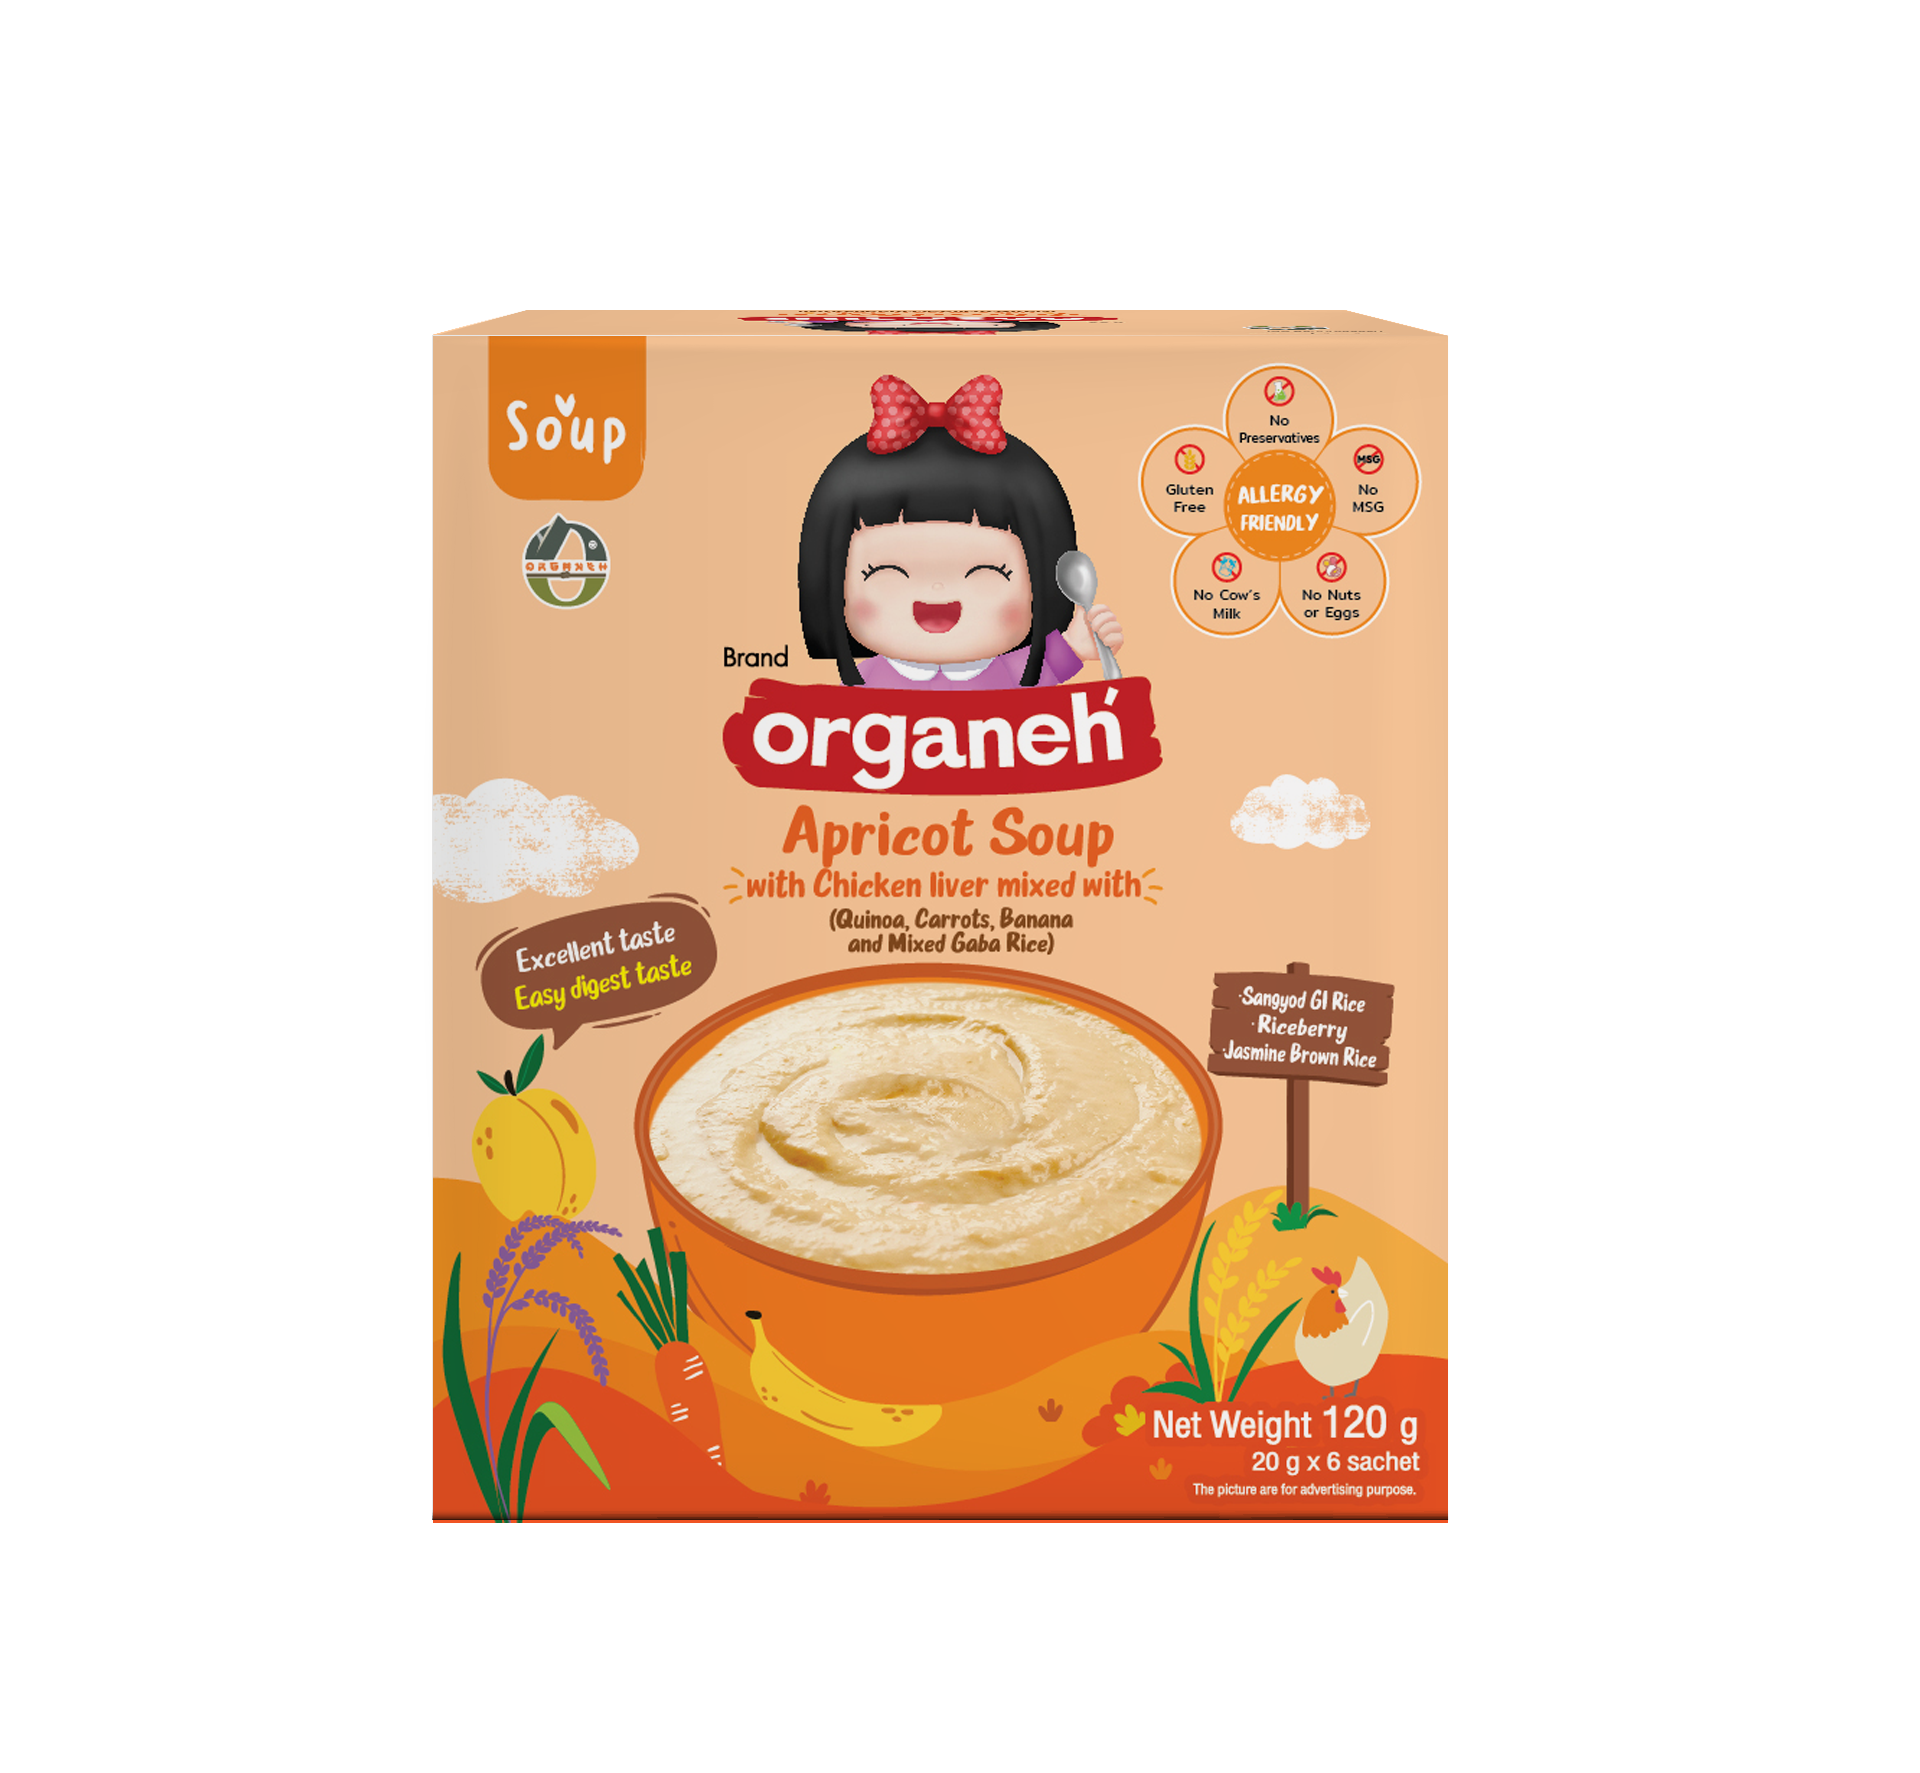 Soup
ORGANEH
No
Preservatives
Gluten
Free
MSG
No
MSG
ALLERGY
FRIENDLY
No Cow's
Milk
No Nuts
or Eggs
Brand
organeh
Apricot Soup
with Chicken liver mixed with
(Quinoa, Carrots, Banana
and Mixed Gaba Rice)
Excellent taste
Easy digest taste
·Sangyod GI Rice
·Riceberry
·Jasmine Brown Rice
Net Weight 120 g
20 g x 6 sachet
The picture are for advertising purpose.